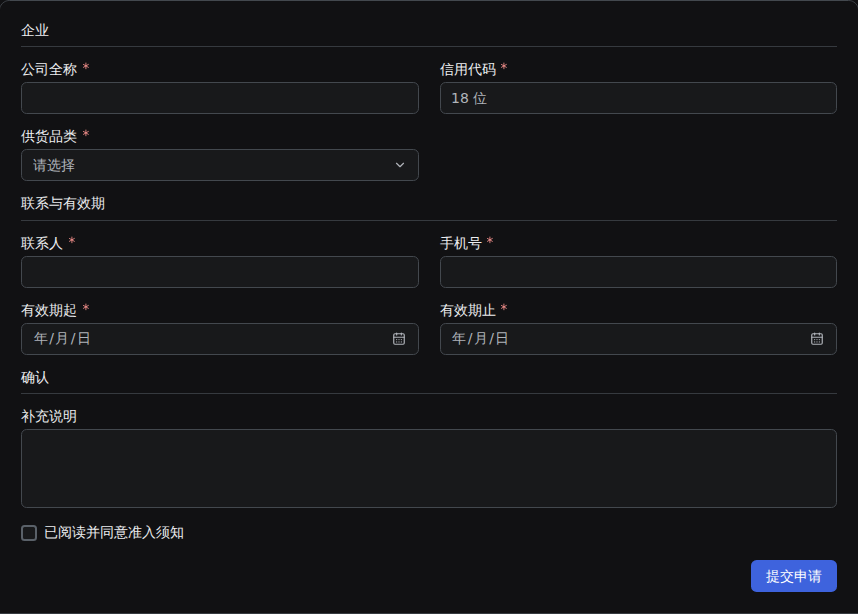 企业
公司全称 * 信用代码 *
18 位
供货品类 *
请选择
联系与有效期
联系人 * 手机号 *
有效期起 * 有效期止 *
年/月/日 年/月/日
确认
补充说明
已阅读并同意准入须知
提交申请